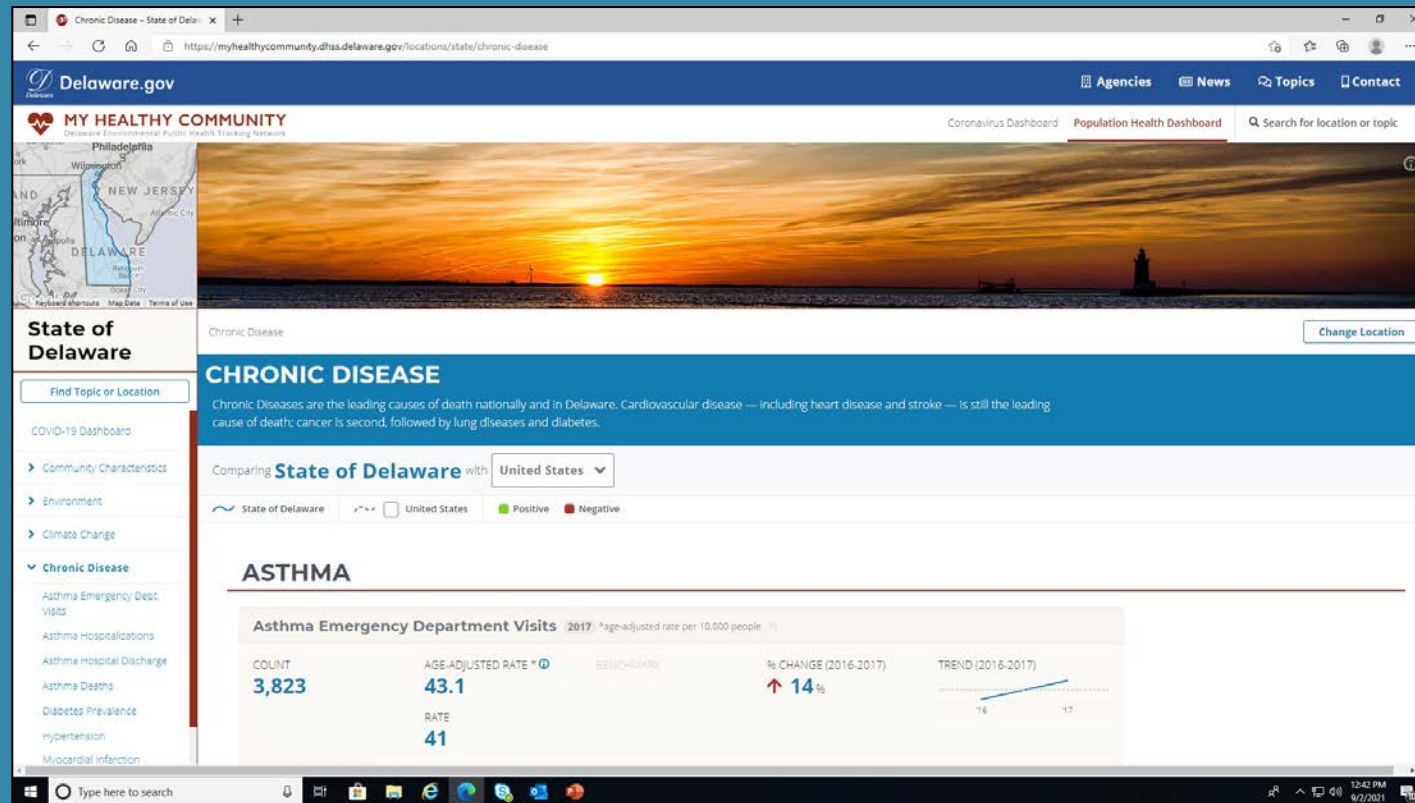 Chronic Disease – State of Dela
https://myhealthycommunity.dhss.delaware.gov/locations/state/chronic-disease
Delaware.gov
Agencies
News
Topics
Contact
MY HEALTHY COMMUNITY
Delaware Environmental Public Health Tracking Network
Coronavirus Dashboard
Population Health Dashboard
Search for location or topic
Philadelphia
Wilmington
NEW JERSEY
Atlantic City
DELAWARE
Ocean City
Keyboard shortcuts Map Data Terms of Use
State of
Delaware
Chronic Disease
Change Location
Find Topic or Location
CHRONIC DISEASE
Chronic Diseases are the leading causes of death nationally and in Delaware. Cardiovascular disease — including heart disease and stroke — is still the leading
cause of death; cancer is second, followed by lung diseases and diabetes.
COVID-19 Dashboard
Community Characteristics
Environment
Climate Change
Chronic Disease
Asthma Emergency Dept.
Visits
Asthma Hospitalizations
Asthma Hospital Discharge
Asthma Deaths
Diabetes Prevalence
Hypertension
Myocardial Infarction
Comparing State of Delaware with United States
State of Delaware
United States
Positive
Negative
ASTHMA
Asthma Emergency Department Visits 2017 *age-adjusted rate per 10,000 people
COUNT
3,823
AGE-ADJUSTED RATE *
43.1
RATE
41
BENCHMARK
% CHANGE (2016-2017)
14 %
TREND (2016-2017)
'16 '17
Type here to search
12:42 PM
9/2/2021